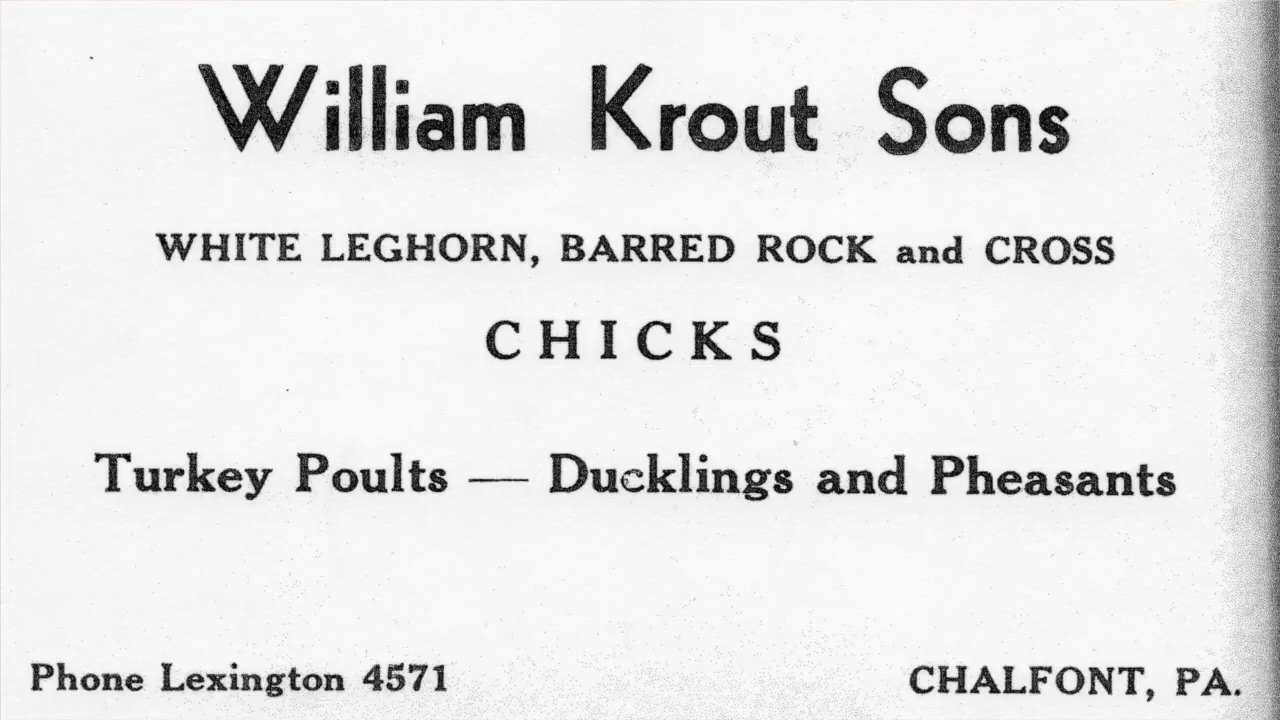 William Krout Sons
WHITE LEGHORN, BARRED ROCK and CROSS
CHICKS
Turkey Poults — Ducklings and Pheasants
Phone Lexington 4571
CHALFONT, PA.